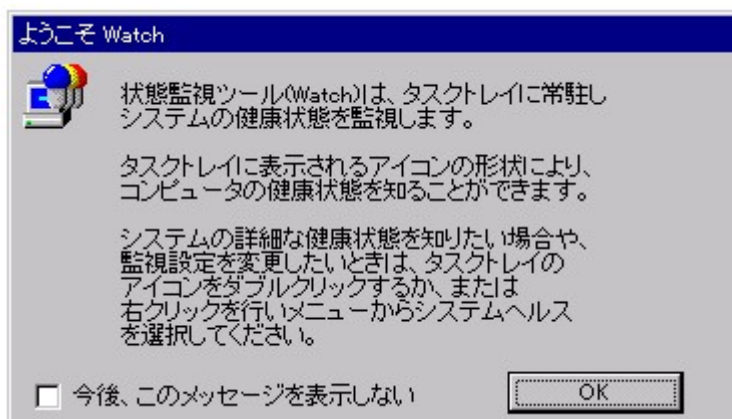 ようこそ Watch
状態監視ツール(Watch)は、タスクトレイに常駐し
システムの健康状態を監視します。
タスクトレイに表示されるアイコンの形状により、
コンピュータの健康状態を知ることができます。
システムの詳細な健康状態を知りたい場合や、
監視設定を変更したいときは、タスクトレイの
アイコンをダブルクリックするか、または
右クリックを行いメニューからシステムヘルス
を選択してください。
今後、このメッセージを表示しない
OK